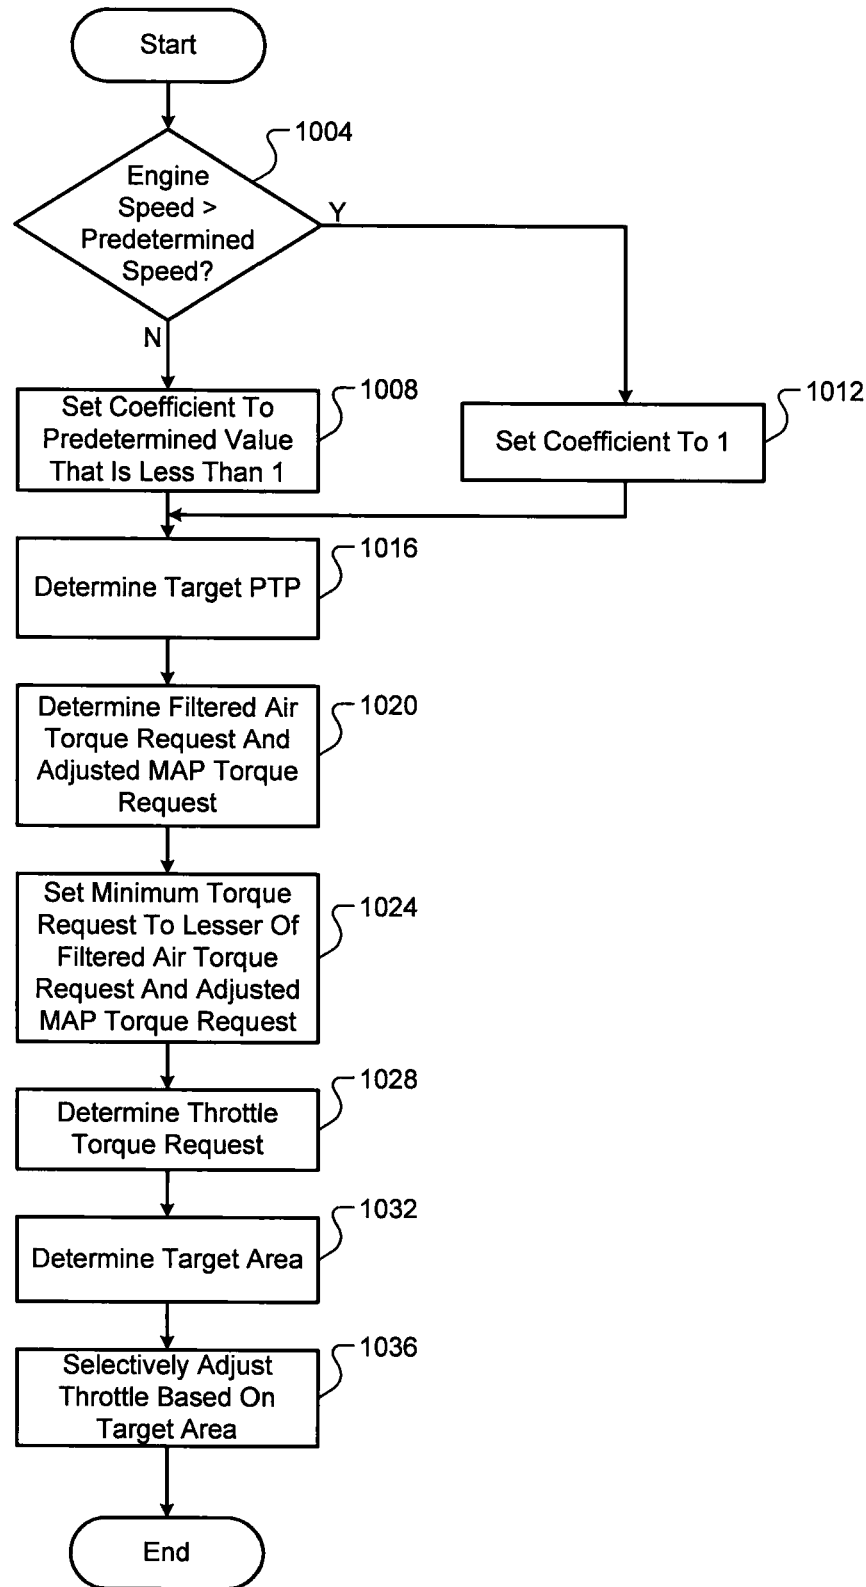 Start
1004
Engine
Speed >
Predetermined
Speed?
Y
N
1008
Set Coefficient To
Predetermined Value
That Is Less Than 1
1012
Set Coefficient To 1
1016
Determine Target PTP
1020
Determine Filtered Air
Torque Request And
Adjusted MAP Torque
Request
1024
Set Minimum Torque
Request To Lesser Of
Filtered Air Torque
Request And Adjusted
MAP Torque Request
1028
Determine Throttle
Torque Request
1032
Determine Target Area
1036
Selectively Adjust
Throttle Based On
Target Area
End